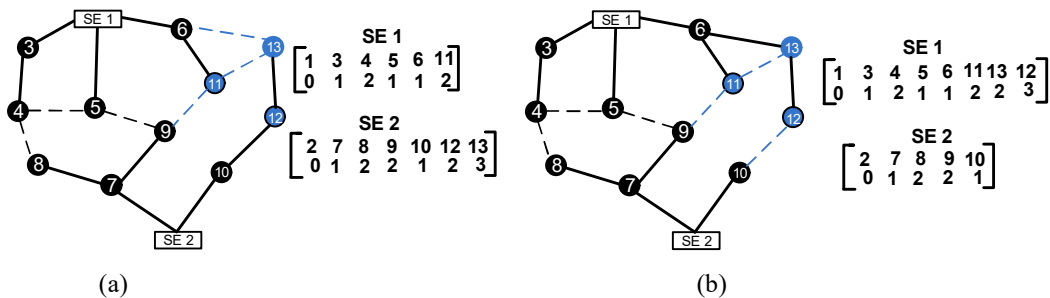 SE 1
6
13
3
11
4
5
12
9
8
10
7
SE 2
SE 1
1 3 4 5 6 11
0 1 2 1 1 2
SE 2
2 7 8 9 10 12 13
0 1 2 2 1 2 3
(a)
SE 1
6
13
3
11
4
5
12
9
8
10
7
SE 2
SE 1
1 3 4 5 6 11 13 12
0 1 2 1 1 2 2 3
SE 2
2 7 8 9 10
0 1 2 2 1
(b)